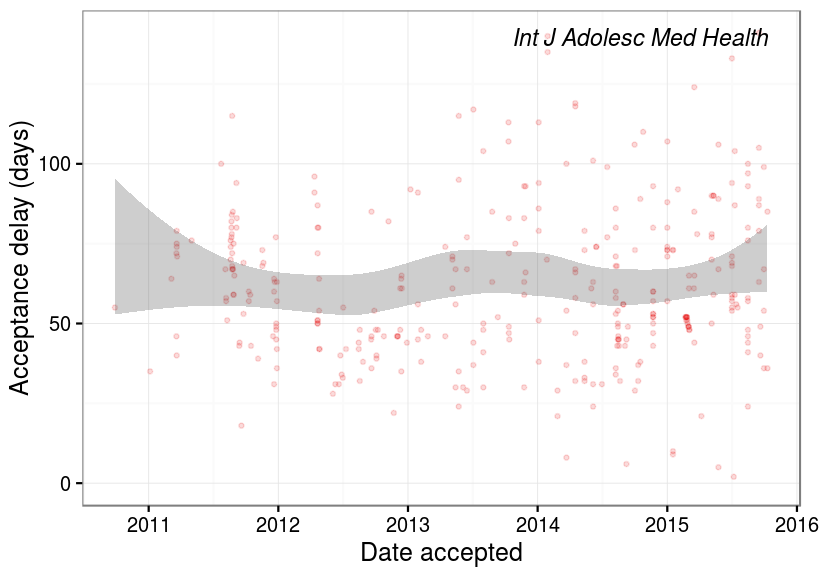 Int J Adolesc Med Health
Acceptance delay (days)
100
50
0
2011 2012 2013 2014 2015 2016
Date accepted